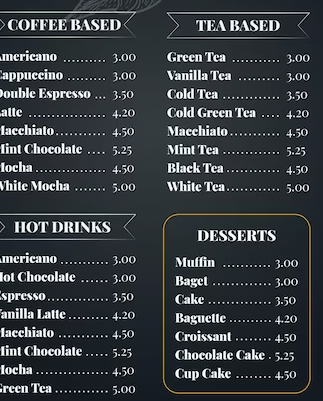 COFFEE BASED
Americano ......... 3.00
Cappuccino ........ 3.00
Double Espresso ... 3.50
Latte ............... 4.20
Macchiato .......... 4.50
Mint Chocolate .... 5.25
Mocha .............. 4.50
White Mocha ....... 5.00
HOT DRINKS
Americano ......... 3.00
Hot Chocolate ..... 3.00
Espresso ........... 3.50
Vanilla Latte ....... 4.20
Macchiato .......... 4.50
Mint Chocolate ..... 5.25
Mocha .............. 4.50
Green Tea .......... 5.00
TEA BASED
Green Tea .......... 3.00
Vanilla Tea ........ 3.00
Cold Tea ........... 3.50
Cold Green Tea .... 4.20
Macchiato .......... 4.50
Mint Tea ........... 5.25
Black Tea .......... 4.50
White Tea .......... 5.00
DESSERTS
Muffin ......... 3.00
Baget .......... 3.00
Cake ........... 3.50
Baguette ....... 4.20
Croissant ...... 4.50
Chocolate Cake . 5.25
Cup Cake ....... 4.50